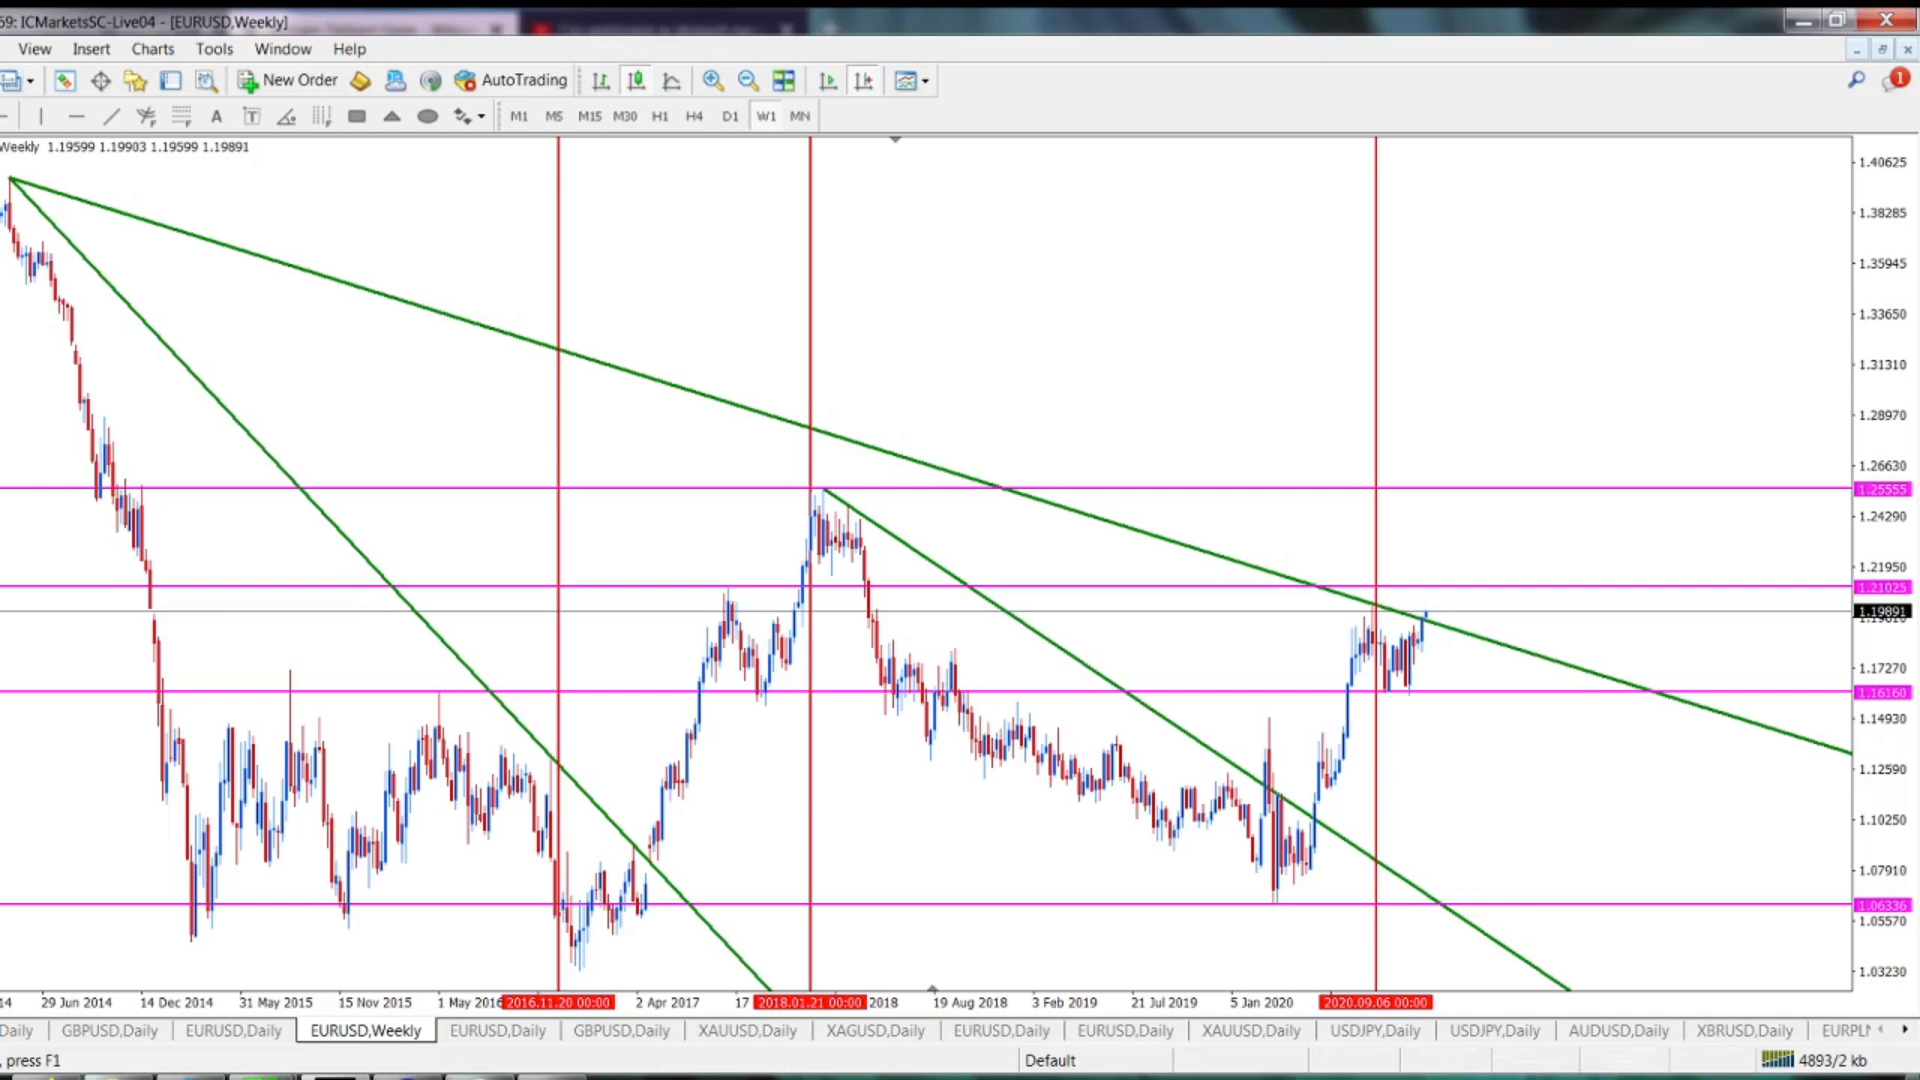 59: ICMarketsSC-Live04 - [EURUSD,Weekly]
View Insert Charts Tools Window Help
New Order AutoTrading 1
A T M1 M5 M15 M30 H1 H4 D1 W1 MN
Weekly 1.19599 1.19903 1.19599 1.19891
1.40625
1.38285
1.35945
1.33650
1.31310
1.28970
1.26630
1.25555
1.24290
1.21950
1.21025
1.19891
1.17270
1.16160
1.14930
1.12590
1.10250
1.07910
1.06336
1.05570
1.03230
14 29 Jun 2014 14 Dec 2014 31 May 2015 15 Nov 2015 1 May 2016 2016.11.20 00:00 2 Apr 2017 17 2018.01.21 00:00 2018 19 Aug 2018 3 Feb 2019 21 Jul 2019 5 Jan 2020 2020.09.06 00:00
Daily GBPUSD,Daily EURUSD,Daily EURUSD,Weekly EURUSD,Daily GBPUSD,Daily XAUUSD,Daily XAGUSD,Daily EURUSD,Daily EURUSD,Daily XAUUSD,Daily USDJPY,Daily USDJPY,Daily AUDUSD,Daily XBRUSD,Daily EURPL
, press F1 Default 4893/2 kb